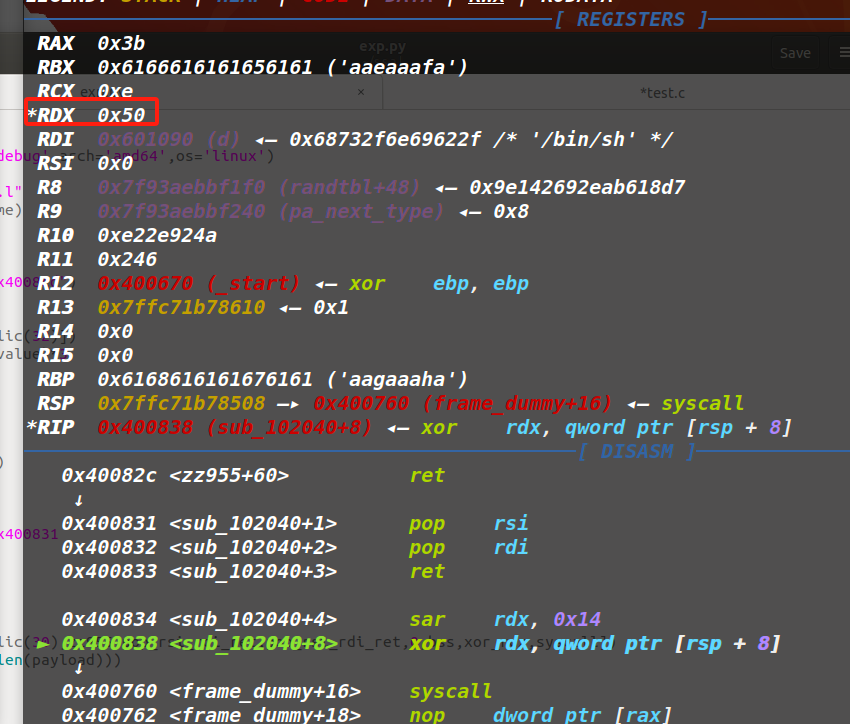 LEGEND: STACK | HEAP | CODE | DATA | RWX | RODATA
[ REGISTERS ]
exp.py
Save
RAX 0x3b
RBX 0x6166616161656161 ('aaeaaafa')
RCX 0xe
ex × *test.c
*RDX 0x50
RDI 0x601090 (d) ◂— 0x68732f6e69622f /* '/bin/sh' */
debug' arch='amd64',os='linux')
RSI 0x0
R8 0x7f93aebbf1f0 (randtbl+48) ◂— 0x9e142692eab618d7
R9 0x7f93aebbf240 (pa_next_type) ◂— 0x8
R10 0xe22e924a
R11 0x246
R12 0x400670 (_start) ◂— xor ebp, ebp
R13 0x7ffc71b78610 ◂— 0x1
R14 0x0
R15 0x0
RBP 0x6168616161676161 ('aagaaaha')
RSP 0x7ffc71b78508 —▸ 0x400760 (frame_dummy+16) ◂— syscall
*RIP 0x400838 (sub_102040+8) ◂— xor rdx, qword ptr [rsp + 8]
[ DISASM ]
0x40082c <zz955+60> ret
↓
0x400831 <sub_102040+1> pop rsi
0x400832 <sub_102040+2> pop rdi
0x400833 <sub_102040+3> ret
0x400834 <sub_102040+4> sar rdx, 0x14
► 0x400838 <sub_102040+8> xor rdx, qword ptr [rsp + 8]
len(payload)))
↓
0x400760 <frame_dummy+16> syscall
0x400762 <frame_dummy+18> nop dword ptr [rax]